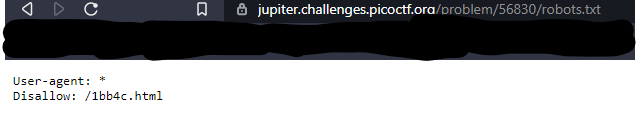 jupiter.challenges.picoctf.org/problem/56830/robots.txt
User-agent: *
Disallow: /1bb4c.html